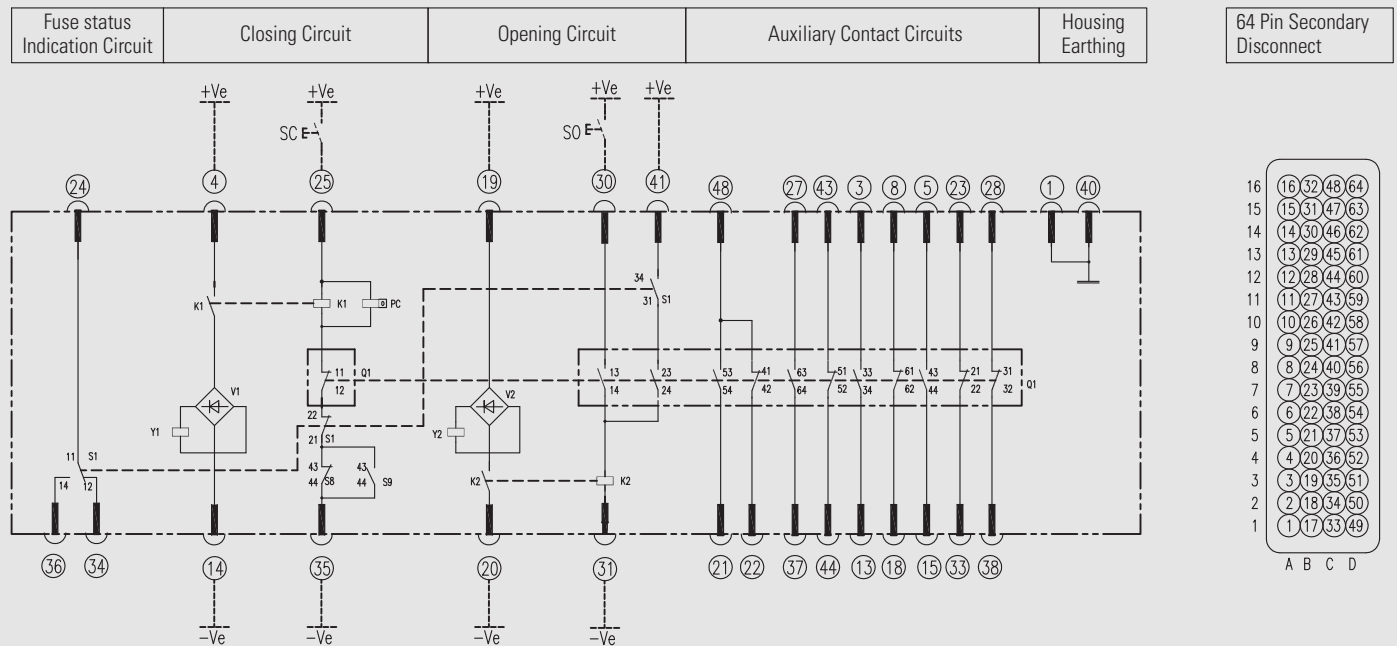 Fuse status
Indication Circuit
Closing Circuit
Opening Circuit
Auxiliary Contact Circuits
Housing
Earthing
64 Pin Secondary
Disconnect
+Ve +Ve +Ve +Ve +Ve
SC E SO E
24 4 25 19 30 41 48 27 43 3 8 5 23 28 1 40
34
31 S1
K1 K1 PC
11
12 Q1
13
14
23
24
53
54
41
42
63
64
51
52
33
34
61
62
43
44
21
22
31
32
Q1
V1 V2
Y1 Y2
22
21 S1
11 S1
14 12
43
44 S8
43
44 S9
K2 K2
36 34 14 35 20 31 21 22 37 44 13 18 15 33 38
-Ve -Ve -Ve -Ve
16 16 32 48 64
15 15 31 47 63
14 14 30 46 62
13 13 29 45 61
12 12 28 44 60
11 11 27 43 59
10 10 26 42 58
9 9 25 41 57
8 8 24 40 56
7 7 23 39 55
6 6 22 38 54
5 5 21 37 53
4 4 20 36 52
3 3 19 35 51
2 2 18 34 50
1 1 17 33 49
A B C D